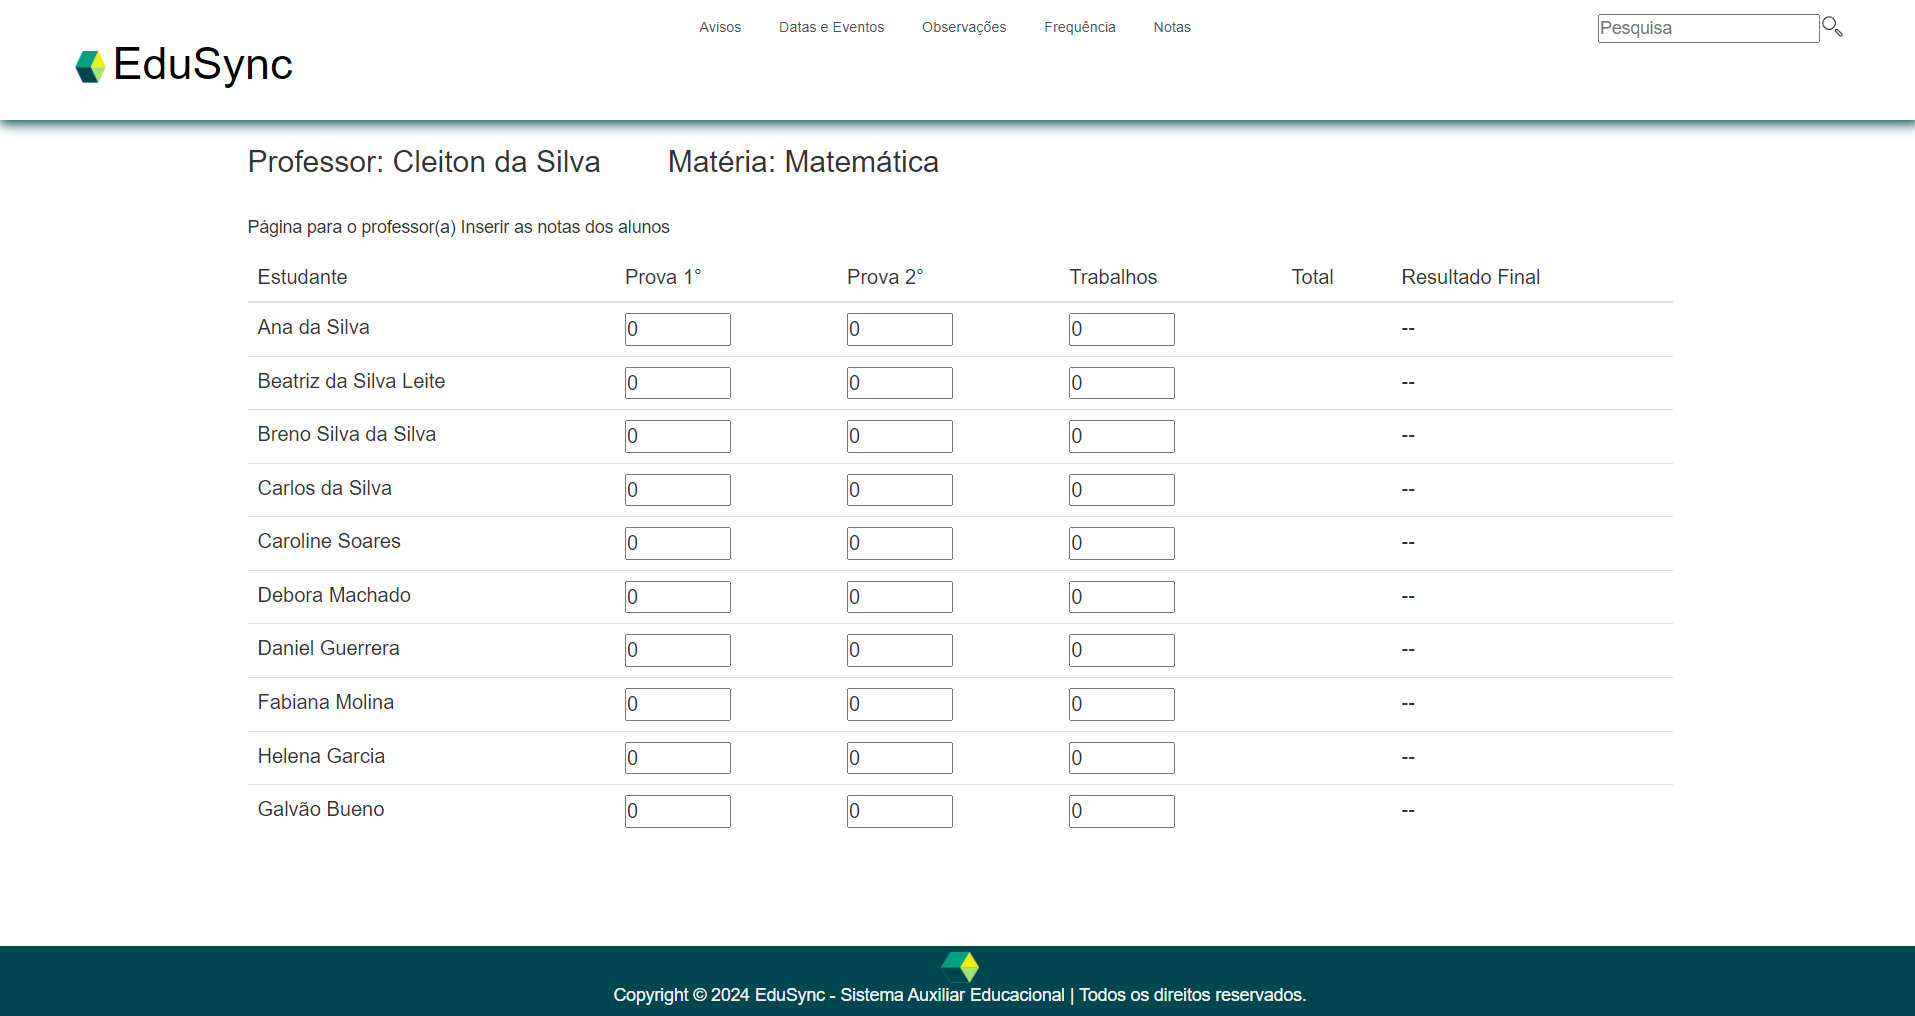 Avisos Datas e Eventos Observações Frequência Notas Pesquisa
EduSync
Professor: Cleiton da Silva Matéria: Matemática
Página para o professor(a) Inserir as notas dos alunos
Estudante Prova 1° Prova 2° Trabalhos Total Resultado Final
Ana da Silva 0 0 0 --
Beatriz da Silva Leite 0 0 0 --
Breno Silva da Silva 0 0 0 --
Carlos da Silva 0 0 0 --
Caroline Soares 0 0 0 --
Debora Machado 0 0 0 --
Daniel Guerrera 0 0 0 --
Fabiana Molina 0 0 0 --
Helena Garcia 0 0 0 --
Galvão Bueno 0 0 0 --
Copyright © 2024 EduSync - Sistema Auxiliar Educacional | Todos os direitos reservados.